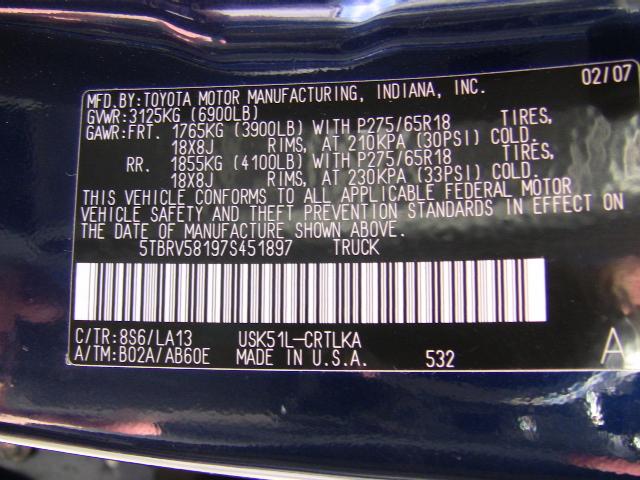 02/07
MFD.BY:TOYOTA MOTOR MANUFACTURING, INDIANA, INC.
GVWR:3125KG (6900LB)
GAWR:FRT. 1765KG (3900LB) WITH P275/65R18 TIRES,
18X8J RIMS, AT 210KPA (30PSI) COLD.
RR. 1855KG (4100LB) WITH P275/65R18 TIRES,
18X8J RIMS, AT 230KPA (33PSI) COLD.
THIS VEHICLE CONFORMS TO ALL APPLICABLE FEDERAL MOTOR
VEHICLE SAFETY AND THEFT PREVENTION STANDARDS IN EFFECT ON
THE DATE OF MANUFACTURE SHOWN ABOVE.
5TBRV58197S451897 TRUCK
C/TR:8S6/LA13 USK51L-CRTLKA
A/TM:B02A/AB60E MADE IN U.S.A. 532 A